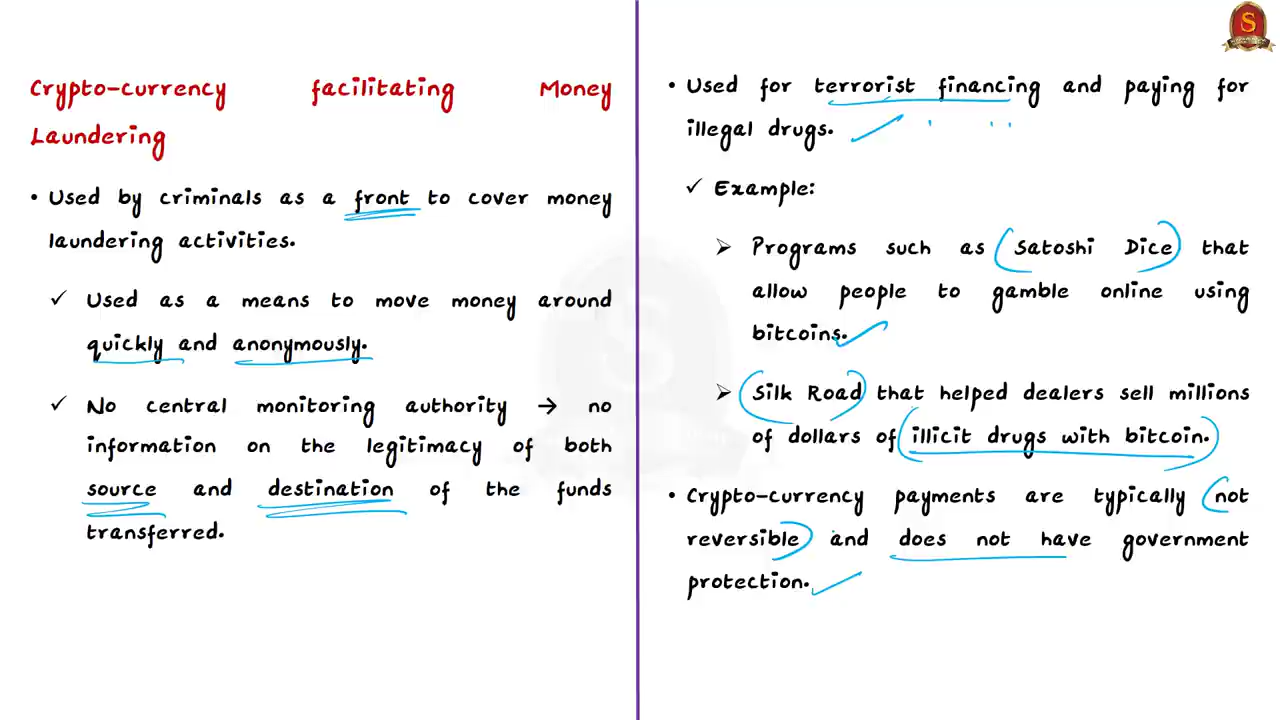 Crypto-currency facilitating Money
Laundering
• Used by criminals as a front to cover money
laundering activities.
✓ Used as a means to move money around
quickly and anonymously.
✓ No central monitoring authority → no
information on the legitimacy of both
source and destination of the funds
transferred.
• Used for terrorist financing and paying for
illegal drugs.
✓ Example:
➢ Programs such as Satoshi Dice that
allow people to gamble online using
bitcoins.
➢ Silk Road that helped dealers sell millions
of dollars of illicit drugs with bitcoin.
• Crypto-currency payments are typically not
reversible and does not have government
protection.
S